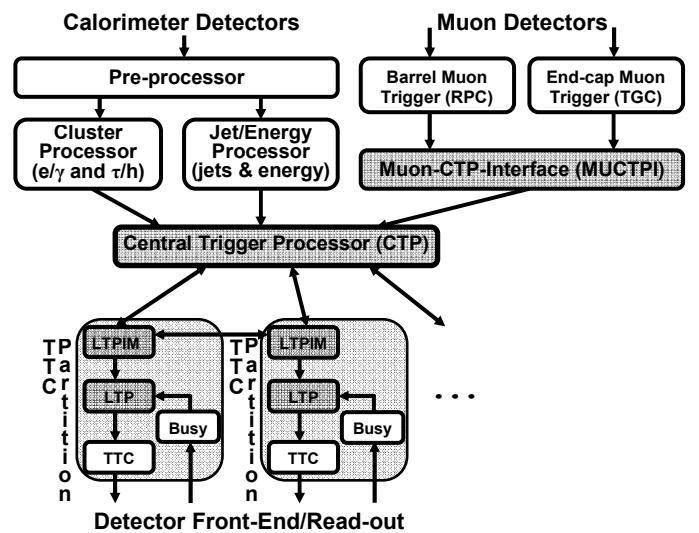 Calorimeter Detectors
Muon Detectors
Pre-processor
Barrel Muon
Trigger (RPC)
End-cap Muon
Trigger (TGC)
Cluster
Processor
(e/γ and τ/h)
Jet/Energy
Processor
(jets & energy)
Muon-CTP-Interface (MUCTPI)
Central Trigger Processor (CTP)
TTC
Partition
LTPIM
LTP
Busy
TTC
TTC
Partition
LTPIM
LTP
Busy
TTC
. . .
Detector Front-End/Read-out